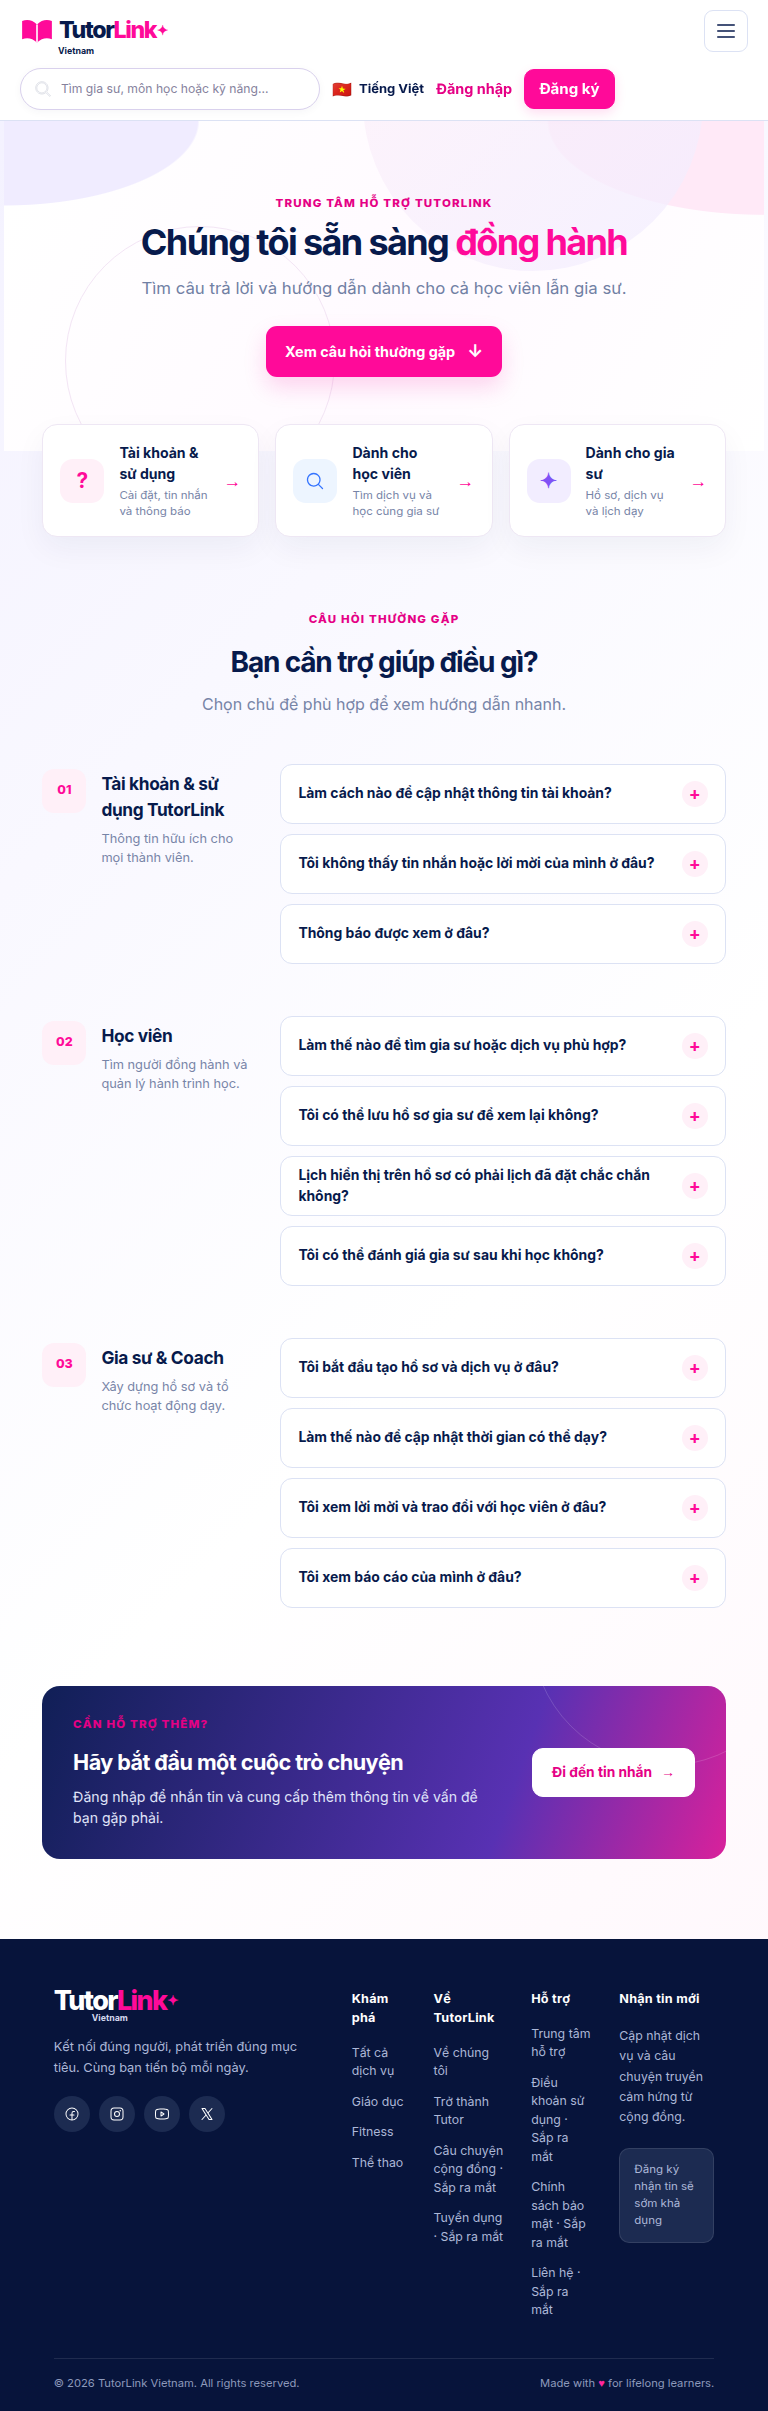 TutorLink
Vietnam
Tìm gia sư, môn học hoặc kỹ năng...
Tiếng Việt
Đăng nhập
Đăng ký
TRUNG TÂM HỖ TRỢ TUTORLINK
Chúng tôi sẵn sàng đồng hành
Tìm câu trả lời và hướng dẫn dành cho cả học viên lẫn gia sư.
Xem câu hỏi thường gặp ↓
?
Tài khoản &
sử dụng
Cài đặt, tin nhắn
và thông báo
→
Dành cho
học viên
Tìm dịch vụ và
học cùng gia sư
→
Dành cho gia
sư
Hồ sơ, dịch vụ
và lịch dạy
→
CÂU HỎI THƯỜNG GẶP
Bạn cần trợ giúp điều gì?
Chọn chủ đề phù hợp để xem hướng dẫn nhanh.
01
Tài khoản & sử
dụng TutorLink
Thông tin hữu ích cho
mọi thành viên.
Làm cách nào để cập nhật thông tin tài khoản? +
Tôi không thấy tin nhắn hoặc lời mời của mình ở đâu? +
Thông báo được xem ở đâu? +
02
Học viên
Tìm người đồng hành và
quản lý hành trình học.
Làm thế nào để tìm gia sư hoặc dịch vụ phù hợp? +
Tôi có thể lưu hồ sơ gia sư để xem lại không? +
Lịch hiển thị trên hồ sơ có phải lịch đã đặt chắc chắn
không? +
Tôi có thể đánh giá gia sư sau khi học không? +
03
Gia sư & Coach
Xây dựng hồ sơ và tổ
chức hoạt động dạy.
Tôi bắt đầu tạo hồ sơ và dịch vụ ở đâu? +
Làm thế nào để cập nhật thời gian có thể dạy? +
Tôi xem lời mời và trao đổi với học viên ở đâu? +
Tôi xem báo cáo của mình ở đâu? +
CẦN HỖ TRỢ THÊM?
Hãy bắt đầu một cuộc trò chuyện
Đăng nhập để nhắn tin và cung cấp thêm thông tin về vấn đề
bạn gặp phải.
Đi đến tin nhắn →
TutorLink
Vietnam
Kết nối đúng người, phát triển đúng mục
tiêu. Cùng bạn tiến bộ mỗi ngày.
Khám
phá
Tất cả
dịch vụ
Giáo dục
Fitness
Thể thao
Về
TutorLink
Về chúng
tôi
Trở thành
Tutor
Câu chuyện
cộng đồng ·
Sắp ra mắt
Tuyển dụng
· Sắp ra mắt
Hỗ trợ
Trung tâm
hỗ trợ
Điều
khoản sử
dụng ·
Sắp ra
mắt
Chính
sách bảo
mật · Sắp
ra mắt
Liên hệ ·
Sắp ra
mắt
Nhận tin mới
Cập nhật dịch
vụ và câu
chuyện truyền
cảm hứng từ
cộng đồng.
Đăng ký
nhận tin sẽ
sớm khả
dụng
© 2026 TutorLink Vietnam. All rights reserved.
Made with ♥ for lifelong learners.